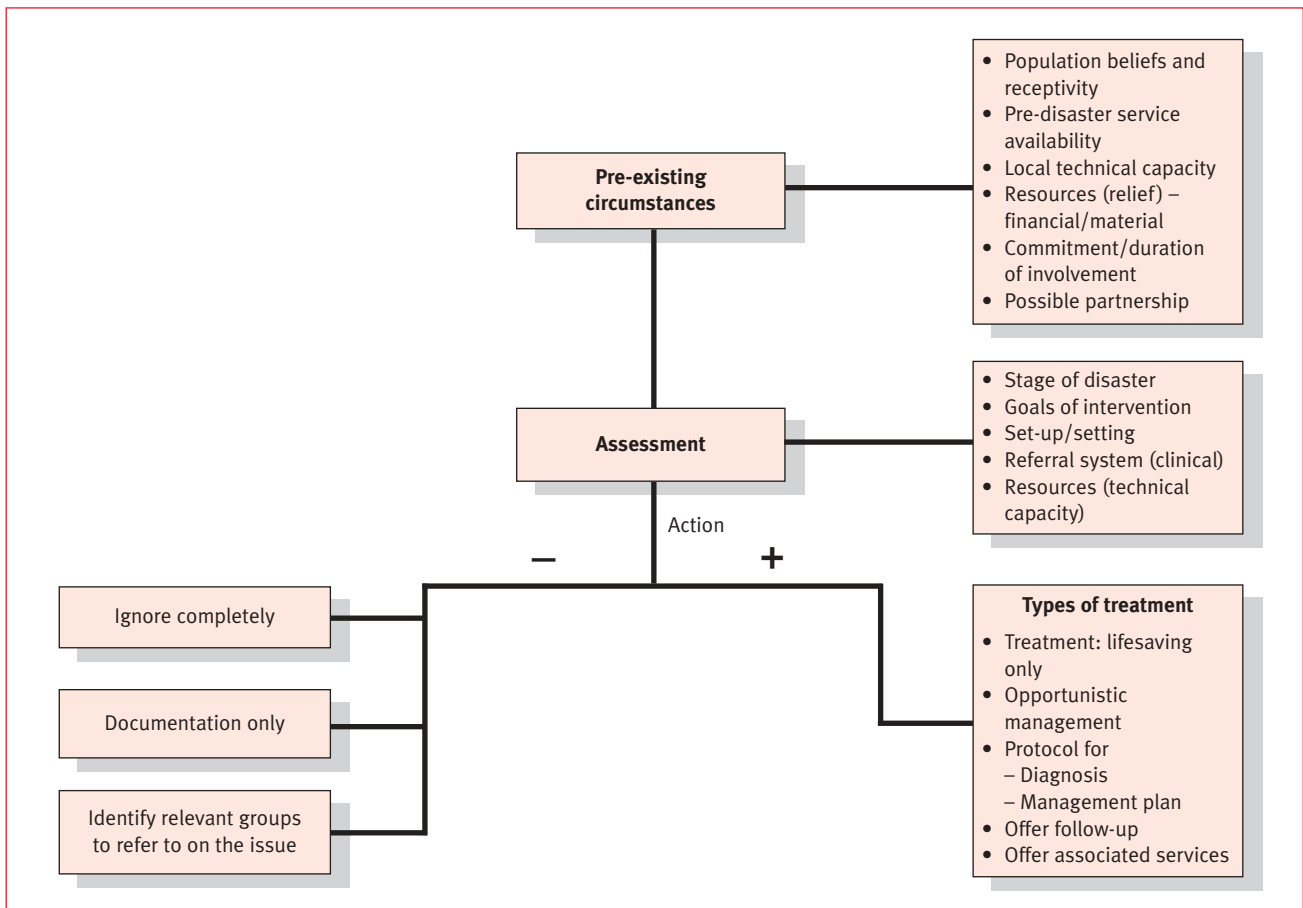 Pre-existing
circumstances
• Population beliefs and
receptivity
• Pre-disaster service
availability
• Local technical capacity
• Resources (relief) –
financial/material
• Commitment/duration
of involvement
• Possible partnership
Assessment
• Stage of disaster
• Goals of intervention
• Set-up/setting
• Referral system (clinical)
• Resources (technical
capacity)
Action
– +
Ignore completely
Documentation only
Identify relevant groups
to refer to on the issue
Types of treatment
• Treatment: lifesaving
only
• Opportunistic
management
• Protocol for
– Diagnosis
– Management plan
• Offer follow-up
• Offer associated services